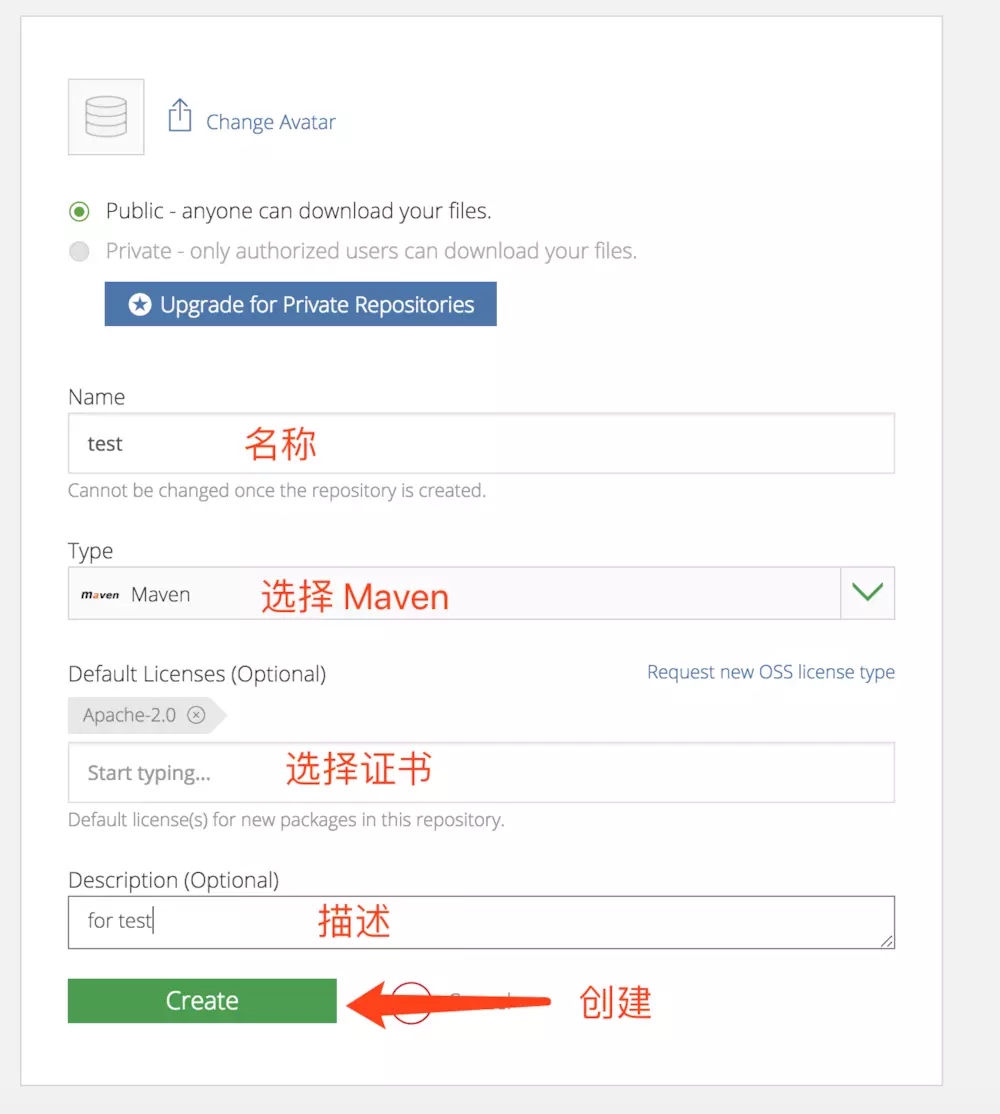 Change Avatar
Public - anyone can download your files.
Private - only authorized users can download your files.
Upgrade for Private Repositories
Name
test 名称
Cannot be changed once the repository is created.
Type
maven Maven 选择 Maven
Default Licenses (Optional) Request new OSS license type
Apache-2.0
Start typing... 选择证书
Default license(s) for new packages in this repository.
Description (Optional)
for test 描述
Create 创建